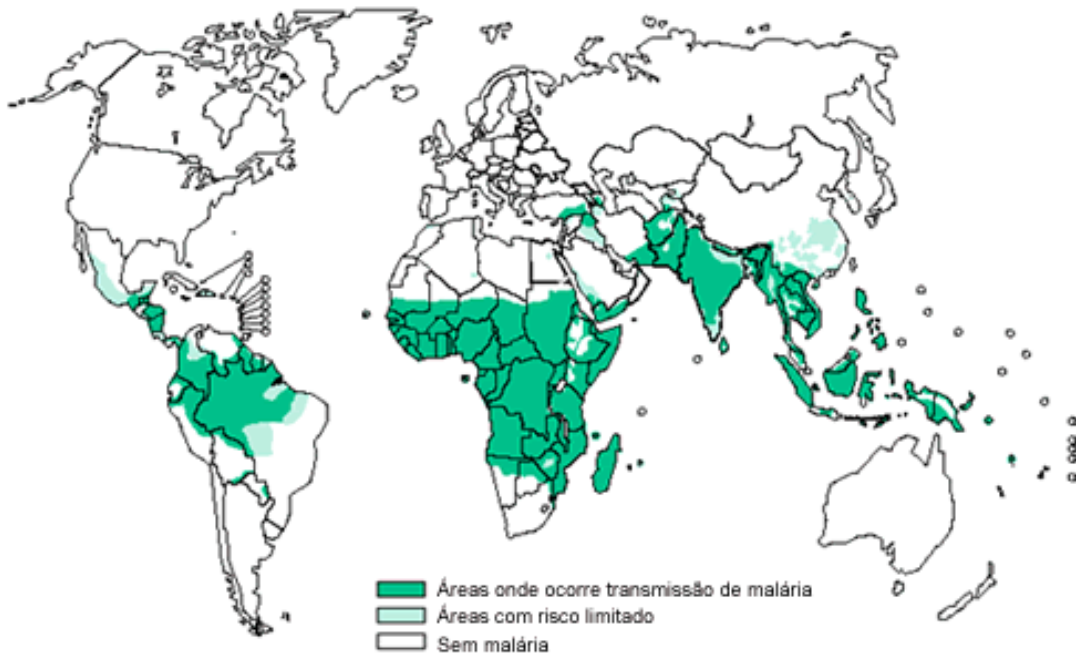 Áreas onde ocorre transmissão de malária
Áreas com risco limitado
Sem malária